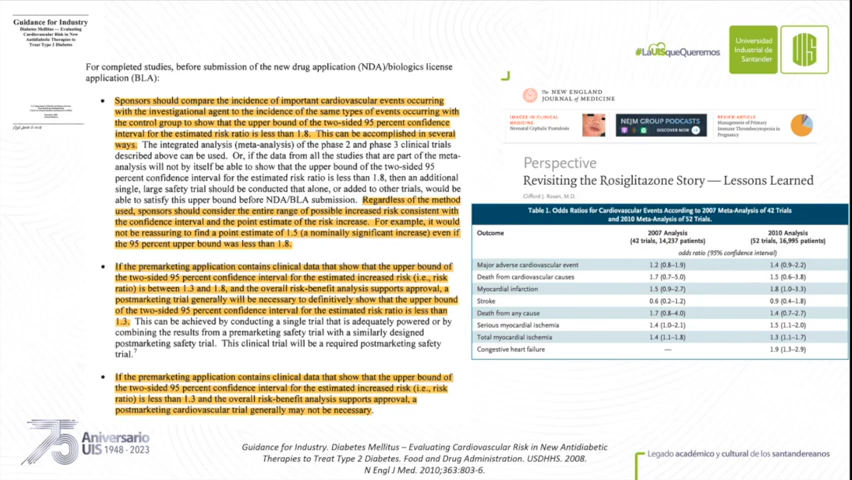 Guidance for Industry
Diabetes Mellitus — Evaluating
Cardiovascular Risk in New
Antidiabetic Therapies to
Treat Type 2 Diabetes
#LaUISqueQueremos
Universidad
Industrial de
Santander
UIS
For completed studies, before submission of the new drug application (NDA)/biologics license
application (BLA):
• Sponsors should compare the incidence of important cardiovascular events occurring
with the investigational agent to the incidence of the same types of events occurring with
the control group to show that the upper bound of the two-sided 95 percent confidence
interval for the estimated risk ratio is less than 1.8. This can be accomplished in several
ways. The integrated analysis (meta-analysis) of the phase 2 and phase 3 clinical trials
described above can be used. Or, if the data from all the studies that are part of the meta-
analysis will not by itself be able to show that the upper bound of the two-sided 95
percent confidence interval for the estimated risk ratio is less than 1.8, then an additional
single, large safety trial should be conducted that alone, or added to other trials, would be
able to satisfy this upper bound before NDA/BLA submission. Regardless of the method
used, sponsors should consider the entire range of possible increased risk consistent with
the confidence interval and the point estimate of the risk increase. For example, it would
not be reassuring to find a point estimate of 1.5 (a nominally significant increase) even if
the 95 percent upper bound was less than 1.8.
• If the premarketing application contains clinical data that show that the upper bound of
the two-sided 95 percent confidence interval for the estimated increased risk (i.e., risk
ratio) is between 1.3 and 1.8, and the overall risk-benefit analysis supports approval, a
postmarketing trial generally will be necessary to definitively show that the upper bound
of the two-sided 95 percent confidence interval for the estimated risk ratio is less than
1.3. This can be achieved by conducting a single trial that is adequately powered or by
combining the results from a premarketing safety trial with a similarly designed
postmarketing safety trial. This clinical trial will be a required postmarketing safety
trial.7
• If the premarketing application contains clinical data that show that the upper bound of
the two-sided 95 percent confidence interval for the estimated increased risk (i.e., risk
ratio) is less than 1.3 and the overall risk-benefit analysis supports approval, a
postmarketing cardiovascular trial generally may not be necessary.
The NEW ENGLAND
JOURNAL of MEDICINE
IMAGES IN CLINICAL
MEDICINE
Neonatal Cephalic Pustulosis
NEJM GROUP PODCASTS
DISCOVER NOW
REVIEW ARTICLE
Management of Primary
Immune Thrombocytopenia in
Pregnancy
Perspective
Revisiting the Rosiglitazone Story — Lessons Learned
Clifford J. Rosen, M.D.
Table 1. Odds Ratios for Cardiovascular Events According to 2007 Meta-Analysis of 42 Trials
and 2010 Meta-Analysis of 52 Trials.
Outcome 2007 Analysis 2010 Analysis
(42 trials, 14,237 patients) (52 trials, 16,995 patients)
odds ratio (95% confidence interval)
Major adverse cardiovascular event 1.2 (0.8–1.9) 1.4 (0.9–2.2)
Death from cardiovascular causes 1.7 (0.7–5.0) 1.5 (0.6–3.8)
Myocardial infarction 1.5 (0.9–2.7) 1.8 (1.0–3.3)
Stroke 0.6 (0.2–1.2) 0.9 (0.4–1.8)
Death from any cause 1.7 (0.8–4.0) 1.4 (0.7–2.7)
Serious myocardial ischemia 1.4 (1.0–2.1) 1.5 (1.1–2.0)
Total myocardial ischemia 1.4 (1.1–1.8) 1.3 (1.1–1.7)
Congestive heart failure — 1.9 (1.3–2.9)
75 Aniversario
UIS 1948 - 2023
Guidance for Industry. Diabetes Mellitus – Evaluating Cardiovascular Risk in New Antidiabetic
Therapies to Treat Type 2 Diabetes. Food and Drug Administration. USDHHS. 2008.
N Engl J Med. 2010;363:803-6.
Legado académico y cultural de los santandereanos